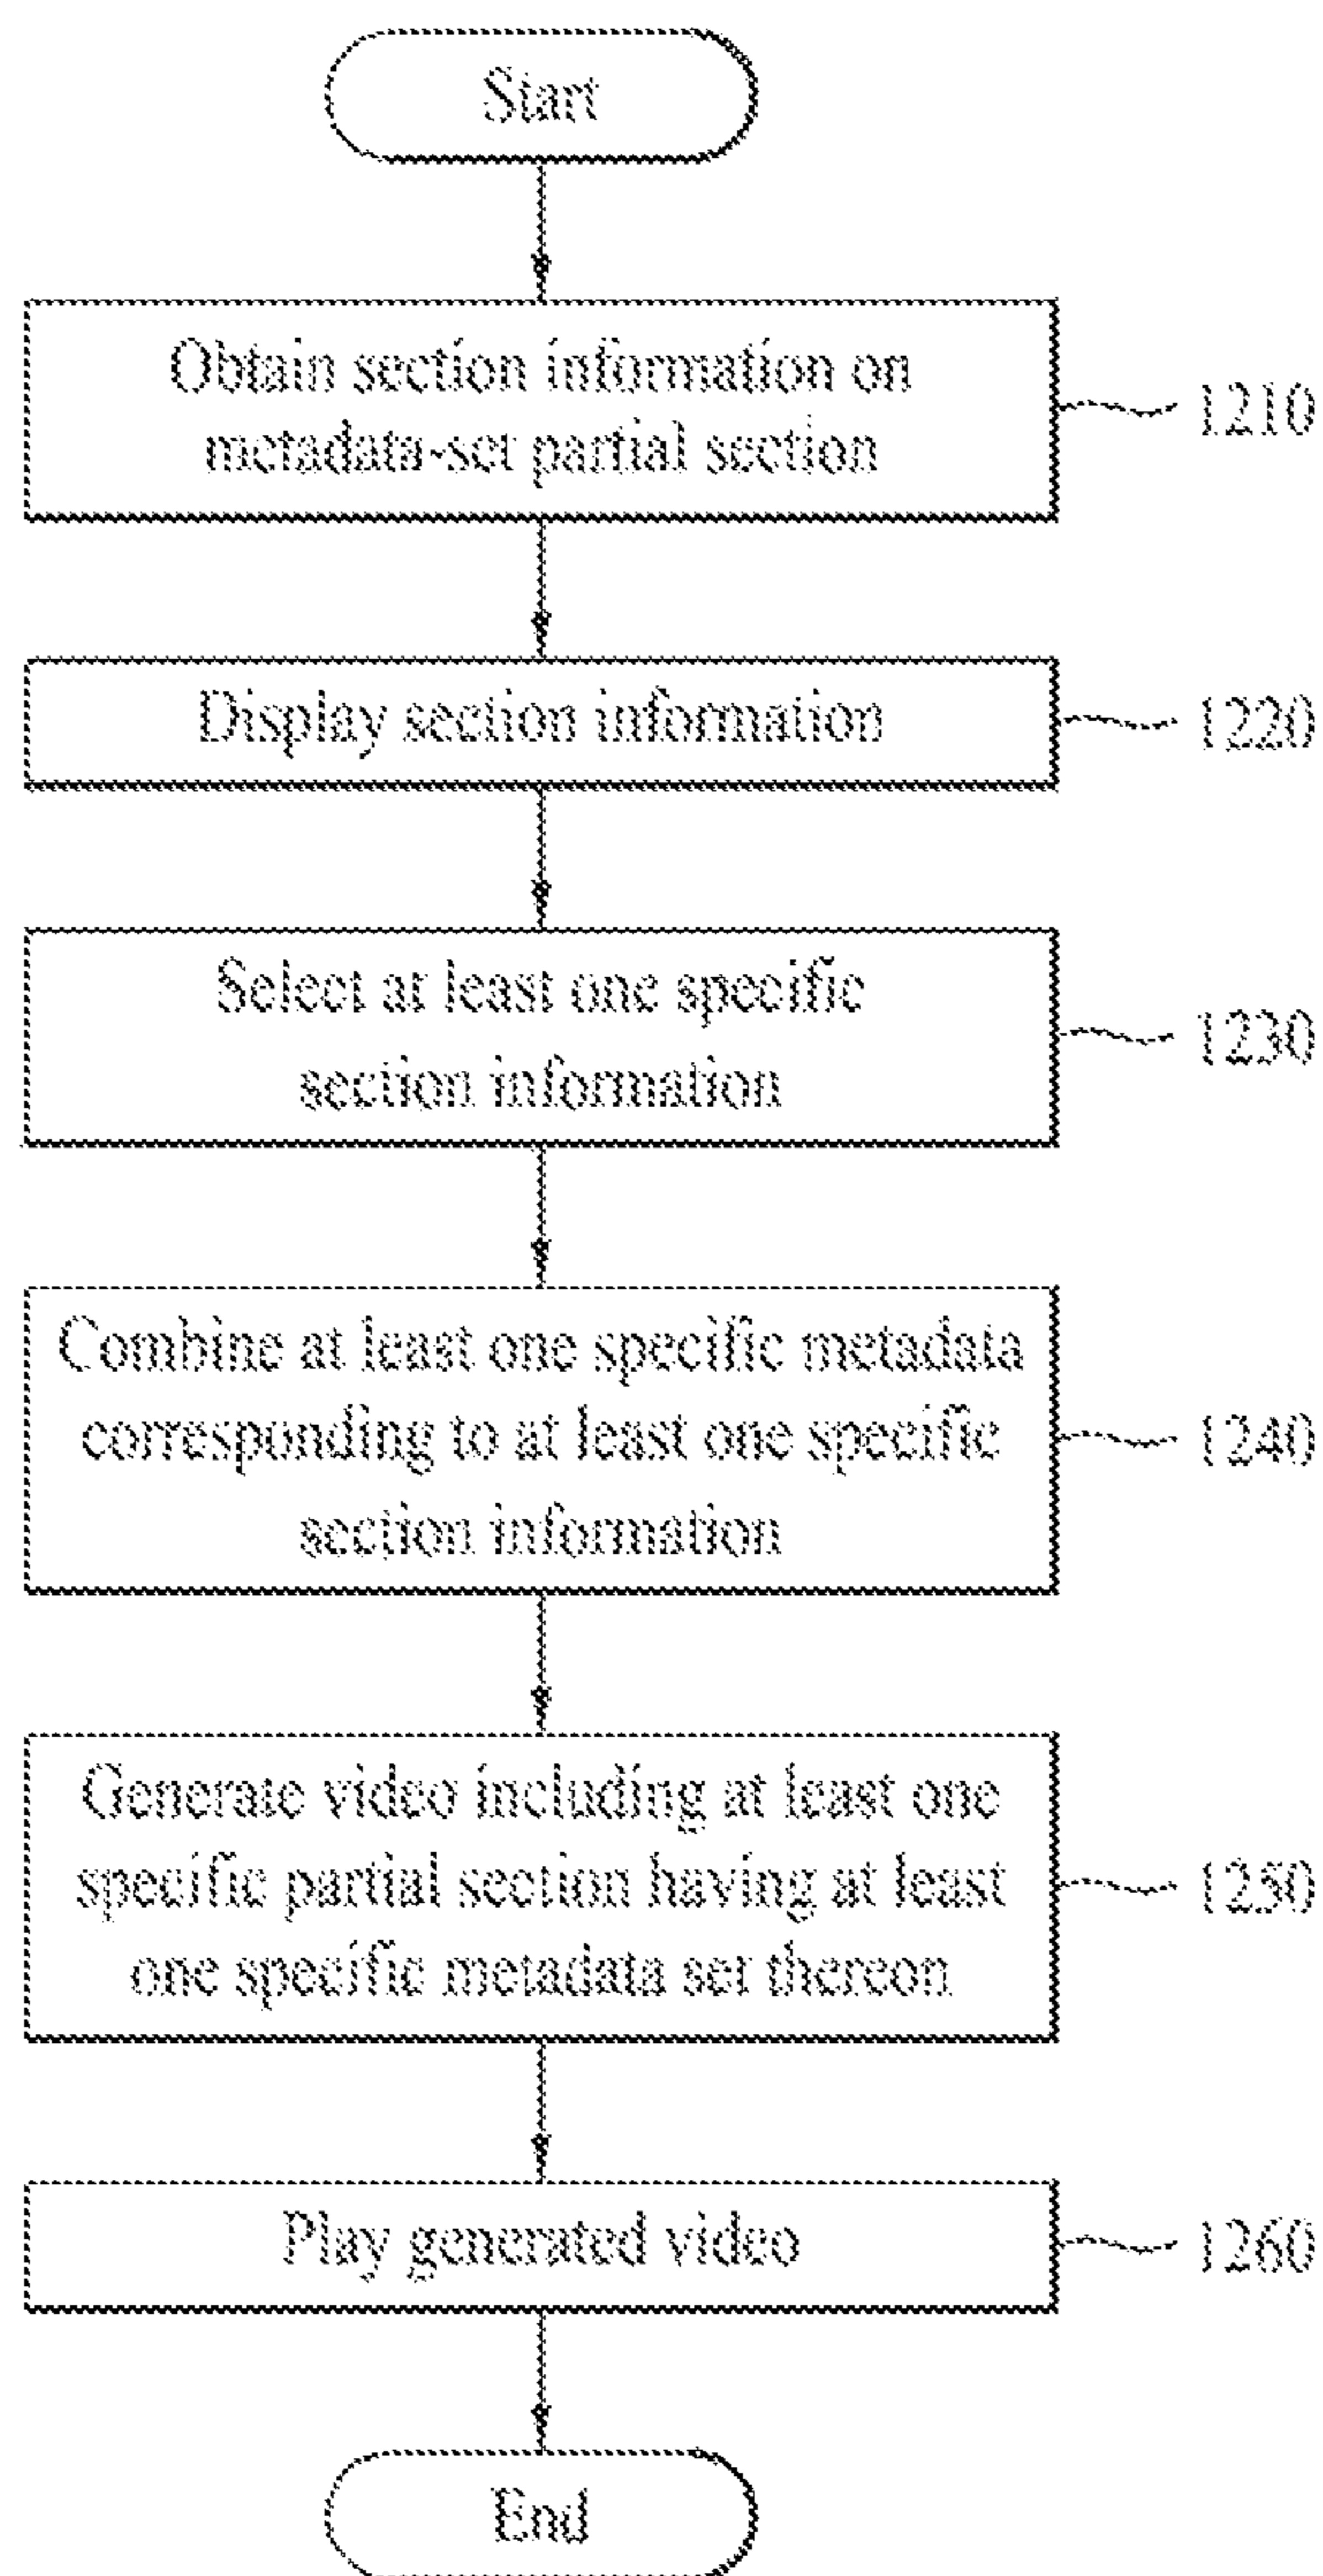 Start
Obtain section information on
metadata-set partial section
1210
Display section information
1220
Select at least one specific
section information
1230
Combine at least one specific metadata
corresponding to at least one specific
section information
1240
Generate video including at least one
specific partial section having at least
one specific metadata set thereon
1250
Play generated video
1260
End